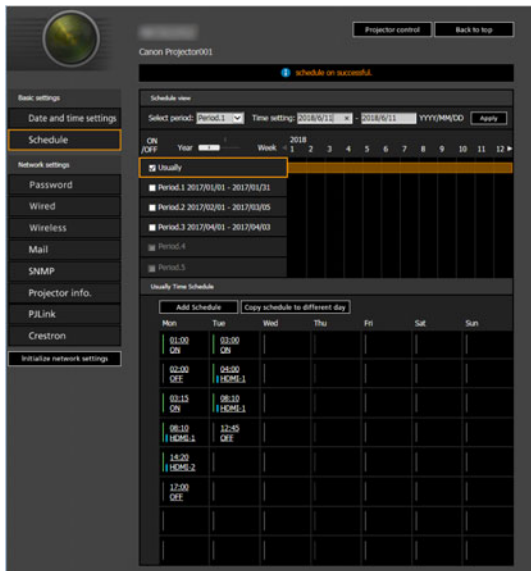 Projector control Back to top
Canon Projector001
schedule on successful.
Basic settings
Date and time settings
Schedule
Network settings
Password
Wired
Wireless
Mail
SNMP
Projector info.
PJLink
Crestron
Initialize network settings
Schedule view
Select period: Period.1 Time setting: 2018/6/11 × - 2018/6/11 YYYY/MM/DD Apply
ON
/OFF Year Week 2018
1 2 3 4 5 6 7 8 9 10 11 12
Usually
Period.1 2017/01/01 - 2017/01/31
Period.2 2017/02/01 - 2017/03/05
Period.3 2017/04/01 - 2017/04/03
Period.4
Period.5
Usually Time Schedule
Add Schedule Copy schedule to different day
Mon Tue Wed Thu Fri Sat Sun
01:00 03:00
ON ON
02:00 04:00
OFF HDMI-1
03:15 08:10
ON HDMI-1
08:10 12:45
HDMI-1 OFF
14:20
HDMI-2
17:00
OFF